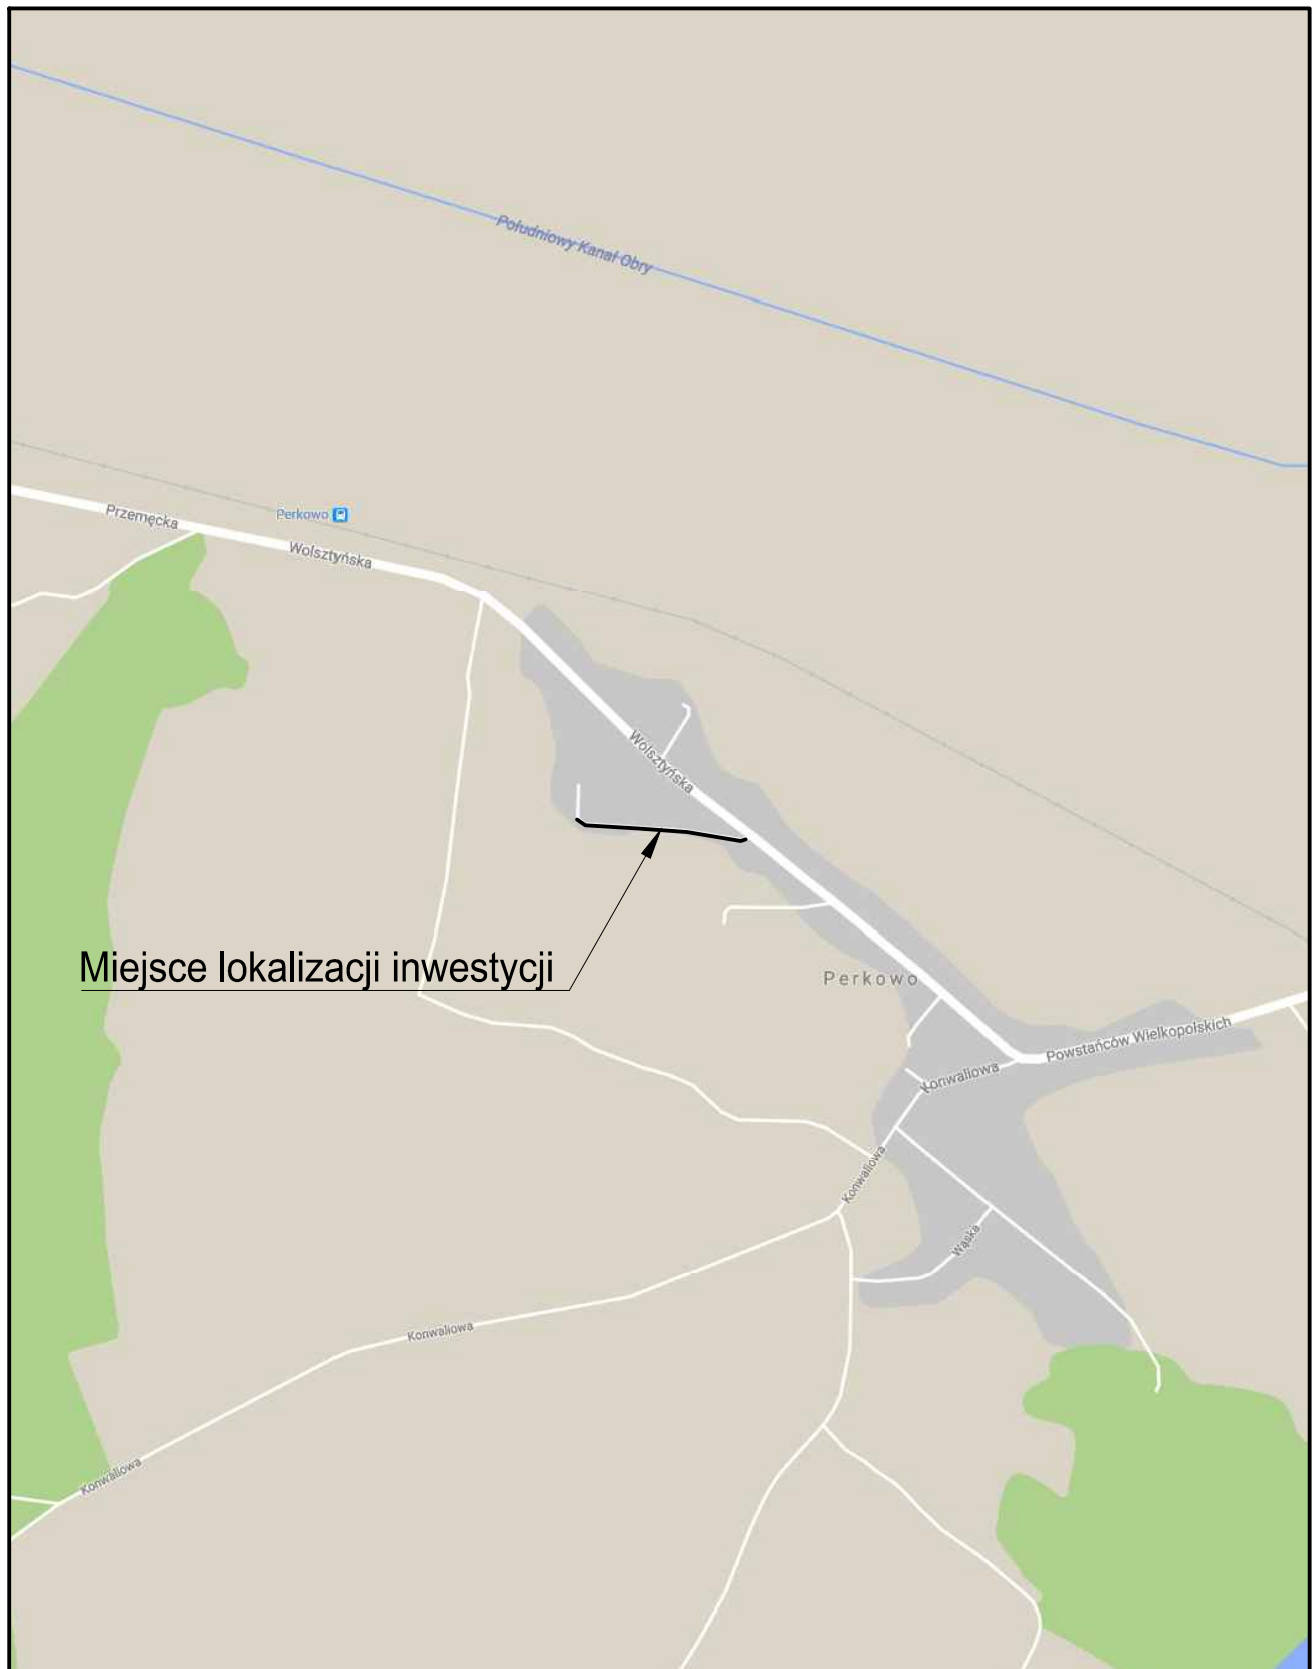 Południowy Kanał Obry
Przemęcka
Perkowo
Wolsztyńska
Wolsztyńska
Miejsce lokalizacji inwestycji
Perkowo
Powstańców Wielkopolskich
Konwaliowa
Konwaliowa
Wąska
Konwaliowa
Konwaliowa